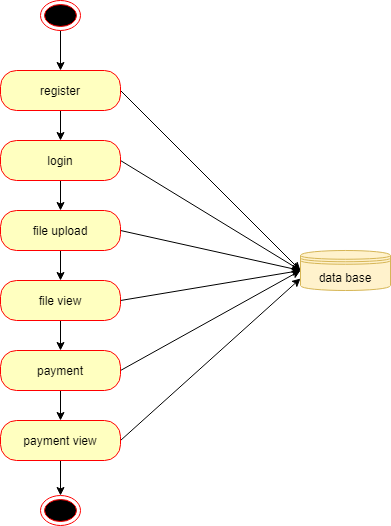 register
login
file upload
file view
data base
payment
payment view